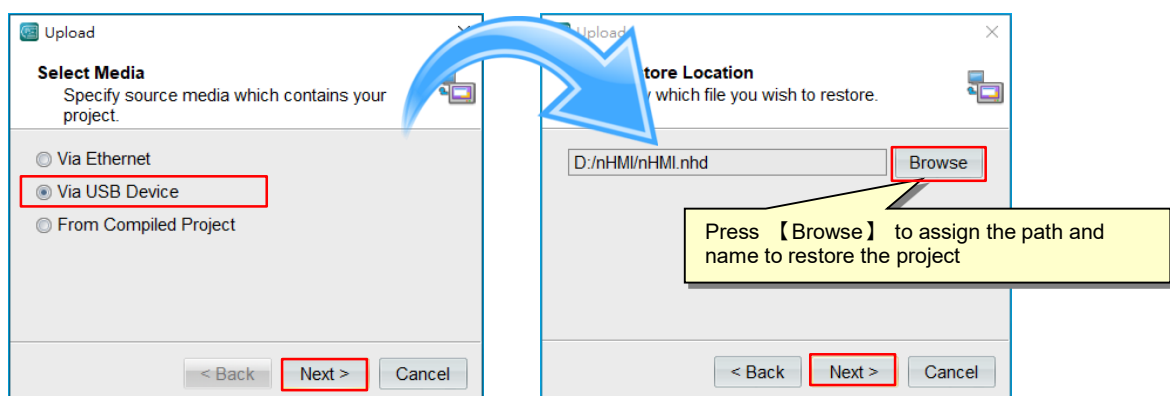 Upload
Select Media
Specify source media which contains your
project.
Via Ethernet
Via USB Device
From Compiled Project
< Back Next > Cancel
Upload
tore Location
which file you wish to restore.
D:/nHMI/nHMI.nhd Browse
Press 【Browse】 to assign the path and
name to restore the project
< Back Next > Cancel